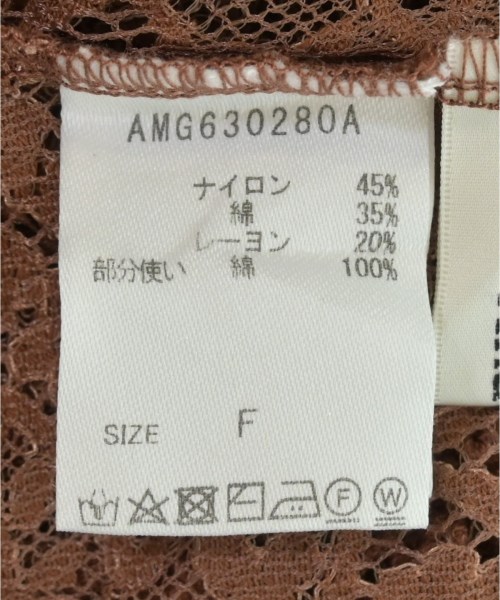 AMG630280A
ナイロン 45%
綿 35%
レーヨン 20%
部分使い 綿 100%
SIZE F
F W